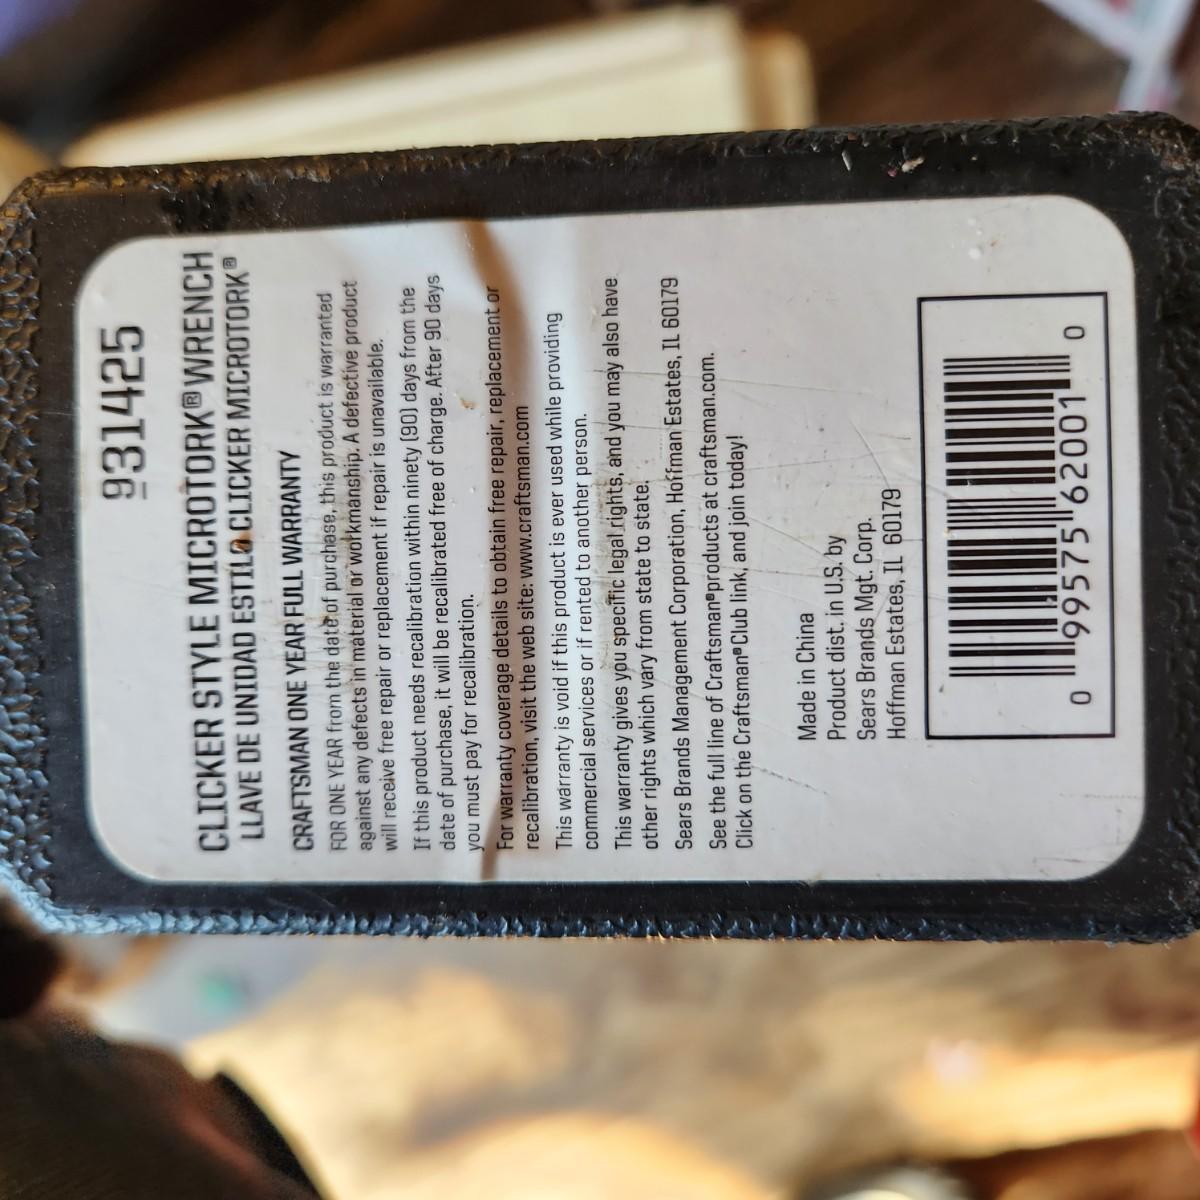 931425
CLICKER STYLE MICROTORK® WRENCH
LLAVE DE UNIDAD ESTILO CLICKER MICROTORK®
CRAFTSMAN ONE YEAR FULL WARRANTY
FOR ONE YEAR from the date of purchase, this product is warranted
against any defects in material or workmanship. A defective product
will receive free repair or replacement if repair is unavailable.
If this product needs recalibration within ninety (90) days from the
date of purchase, it will be recalibrated free of charge. After 90 days
you must pay for recalibration.
For warranty coverage details to obtain free repair, replacement or
recalibration, visit the web site: www.craftsman.com
This warranty is void if this product is ever used while providing
commercial services or if rented to another person.
This warranty gives you specific legal rights, and you may also have
other rights which vary from state to state.
Sears Brands Management Corporation, Hoffman Estates, IL 60179
See the full line of Craftsman® products at craftsman.com.
Click on the Craftsman® Club link, and join today!
Made in China
Product dist. in U.S. by
Sears Brands Mgt. Corp.
Hoffman Estates, IL 60179
0 99575 62001 0